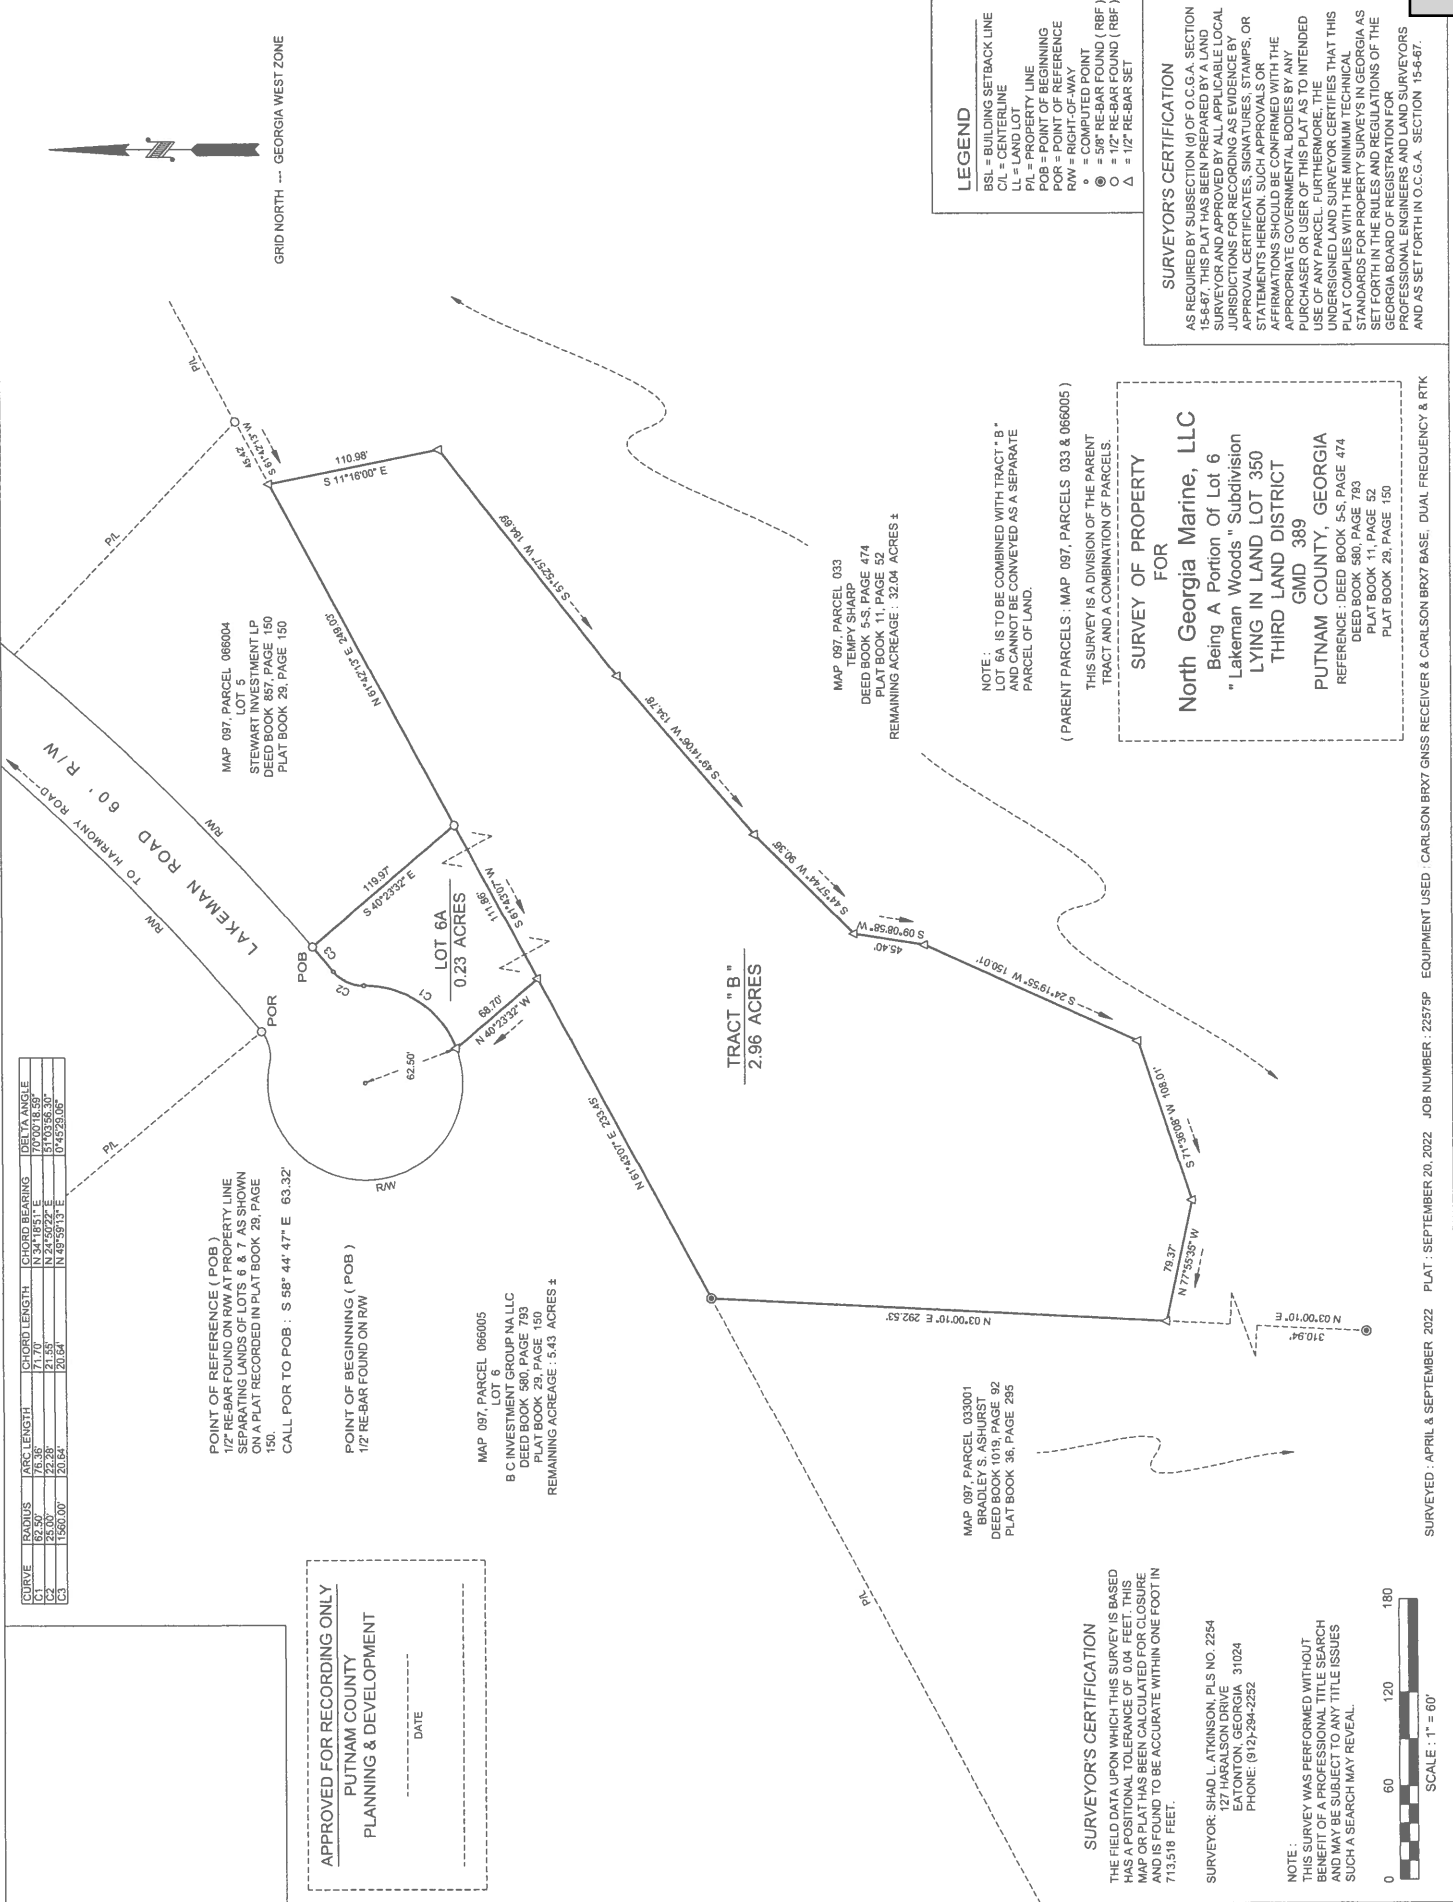 CURVE RADIUS ARC LENGTH CHORD LENGTH CHORD BEARING DELTA ANGLE
C1 62.50' 76.36' 71.70' N 34°18'51" E 70°00'18.59"
C2 25.00' 22.28' 21.55' N 24°50'22" E 51°03'56.30"
C3 1560.00' 20.64' 20.64' N 49°59'13" E 0°45'29.06"
GRID NORTH --- GEORGIA WEST ZONE
APPROVED FOR RECORDING ONLY
PUTNAM COUNTY
PLANNING & DEVELOPMENT
DATE
POINT OF REFERENCE ( POB )
1/2" RE-BAR FOUND ON R/W AT PROPERTY LINE
SEPARATING LANDS OF LOTS 6 & 7 AS SHOWN
ON A PLAT RECORDED IN PLAT BOOK 29, PAGE
150.
CALL POR TO POB : S 58° 44' 47" E 63.32'
POINT OF BEGINNING ( POB )
1/2' RE-BAR FOUND ON R/W
MAP 097, PARCEL 066005
LOT 6
B C INVESTMENT GROUP NA LLC
DEED BOOK 580, PAGE 793
PLAT BOOK 29, PAGE 150
REMAINING ACREAGE : 5.43 ACRES ±
P/L
R/W
POR
POB
R/W
TO HARMONY ROAD
LAKEMAN ROAD 60' R/W
R/W
P/L
P/L
MAP 097, PARCEL 066004
LOT 5
STEWART INVESTMENT LP
DEED BOOK 857, PAGE 150
PLAT BOOK 29, PAGE 150
C3
C2
C1
62.50'
119.97'
S 40°23'32" E
LOT 6A
0.23 ACRES
68.70'
N 40°23'32" W
111.86'
S 61°43'07" W
N 61°42'13" E 249.03'
45.42'
S 61°42'13" W
110.98'
S 11°16'00" E
S 51°52'57" W 184.69'
S 49°14'06" W 134.78'
S 44°57'44" W 90.36'
S 09°08'58" W
45.40'
S 24°19'55" W 150.01'
S 71°36'08" W 108.01'
79.37'
N 77°55'35" W
N 03°00'10" E 292.53'
N 03°00'10" E
310.94'
N 61°43'07" E 233.45'
TRACT " B "
2.96 ACRES
P/L
MAP 097, PARCEL 033
TEMPY SHARP
DEED BOOK 5-S, PAGE 474
PLAT BOOK 11, PAGE 52
REMAINING ACREAGE : 32.04 ACRES ±
MAP 097, PARCEL 033001
BRADLEY S. ASHURST
DEED BOOK 1019, PAGE 92
PLAT BOOK 36, PAGE 295
NOTE :
LOT 6A IS TO BE COMBINED WITH TRACT " B "
AND CANNOT BE CONVEYED AS A SEPARATE
PARCEL OF LAND.
( PARENT PARCELS : MAP 097, PARCELS 033 & 066005 )
THIS SURVEY IS A DIVISION OF THE PARENT
TRACT AND A COMBINATION OF PARCELS.
SURVEY OF PROPERTY
FOR
North Georgia Marine, LLC
Being A Portion Of Lot 6
" Lakeman Woods " Subdivision
LYING IN LAND LOT 350
THIRD LAND DISTRICT
GMD 389
PUTNAM COUNTY, GEORGIA
REFERENCE : DEED BOOK 5-S, PAGE 474
DEED BOOK 580, PAGE 793
PLAT BOOK 11, PAGE 52
PLAT BOOK 29, PAGE 150
LEGEND
BSL = BUILDING SETBACK LINE
C/L = CENTERLINE
LL = LAND LOT
P/L = PROPERTY LINE
POB = POINT OF BEGINNING
POR = POINT OF REFERENCE
R/W = RIGHT-OF-WAY
= COMPUTED POINT
= 5/8" RE-BAR FOUND ( RBF )
= 1/2" RE-BAR FOUND ( RBF )
= 1/2" RE-BAR SET
SURVEYOR'S CERTIFICATION
AS REQUIRED BY SUBSECTION (d) OF O.C.G.A. SECTION
15-6-67, THIS PLAT HAS BEEN PREPARED BY A LAND
SURVEYOR AND APPROVED BY ALL APPLICABLE LOCAL
JURISDICTIONS FOR RECORDING AS EVIDENCE BY
APPROVAL CERTIFICATES, SIGNATURES, STAMPS, OR
STATEMENTS HEREON. SUCH APPROVALS OR
AFFIRMATIONS SHOULD BE CONFIRMED WITH THE
APPROPRIATE GOVERNMENTAL BODIES BY ANY
PURCHASER OR USER OF THIS PLAT AS TO INTENDED
USE OF ANY PARCEL. FURTHERMORE, THE
UNDERSIGNED LAND SURVEYOR CERTIFIES THAT THIS
PLAT COMPLIES WITH THE MINIMUM TECHNICAL
STANDARDS FOR PROPERTY SURVEYS IN GEORGIA AS
SET FORTH IN THE RULES AND REGULATIONS OF THE
GEORGIA BOARD OF REGISTRATION FOR
PROFESSIONAL ENGINEERS AND LAND SURVEYORS
AND AS SET FORTH IN O.C.G.A. SECTION 15-6-67.
SURVEYOR'S CERTIFICATION
THE FIELD DATA UPON WHICH THIS SURVEY IS BASED
HAS A POSITIONAL TOLERANCE OF 0.04 FEET. THIS
MAP OR PLAT HAS BEEN CALCULATED FOR CLOSURE
AND IS FOUND TO BE ACCURATE WITHIN ONE FOOT IN
713,518 FEET.
SURVEYOR: SHAD L. ATKINSON, PLS NO. 2254
127 HARALSON DRIVE
EATONTON, GEORGIA 31024
PHONE: (912)-294-2252
NOTE :
THIS SURVEY WAS PERFORMED WITHOUT
BENEFIT OF A PROFESSIONAL TITLE SEARCH
AND MAY BE SUBJECT TO ANY TITLE ISSUES
SUCH A SEARCH MAY REVEAL.
0 60 120 180
SCALE : 1" = 60'
SURVEYED : APRIL & SEPTEMBER 2022 PLAT : SEPTEMBER 20, 2022 JOB NUMBER : 22575P EQUIPMENT USED : CARLSON BRX7 GNSS RECEIVER & CARLSON BRX7 BASE, DUAL FREQUENCY & RTK